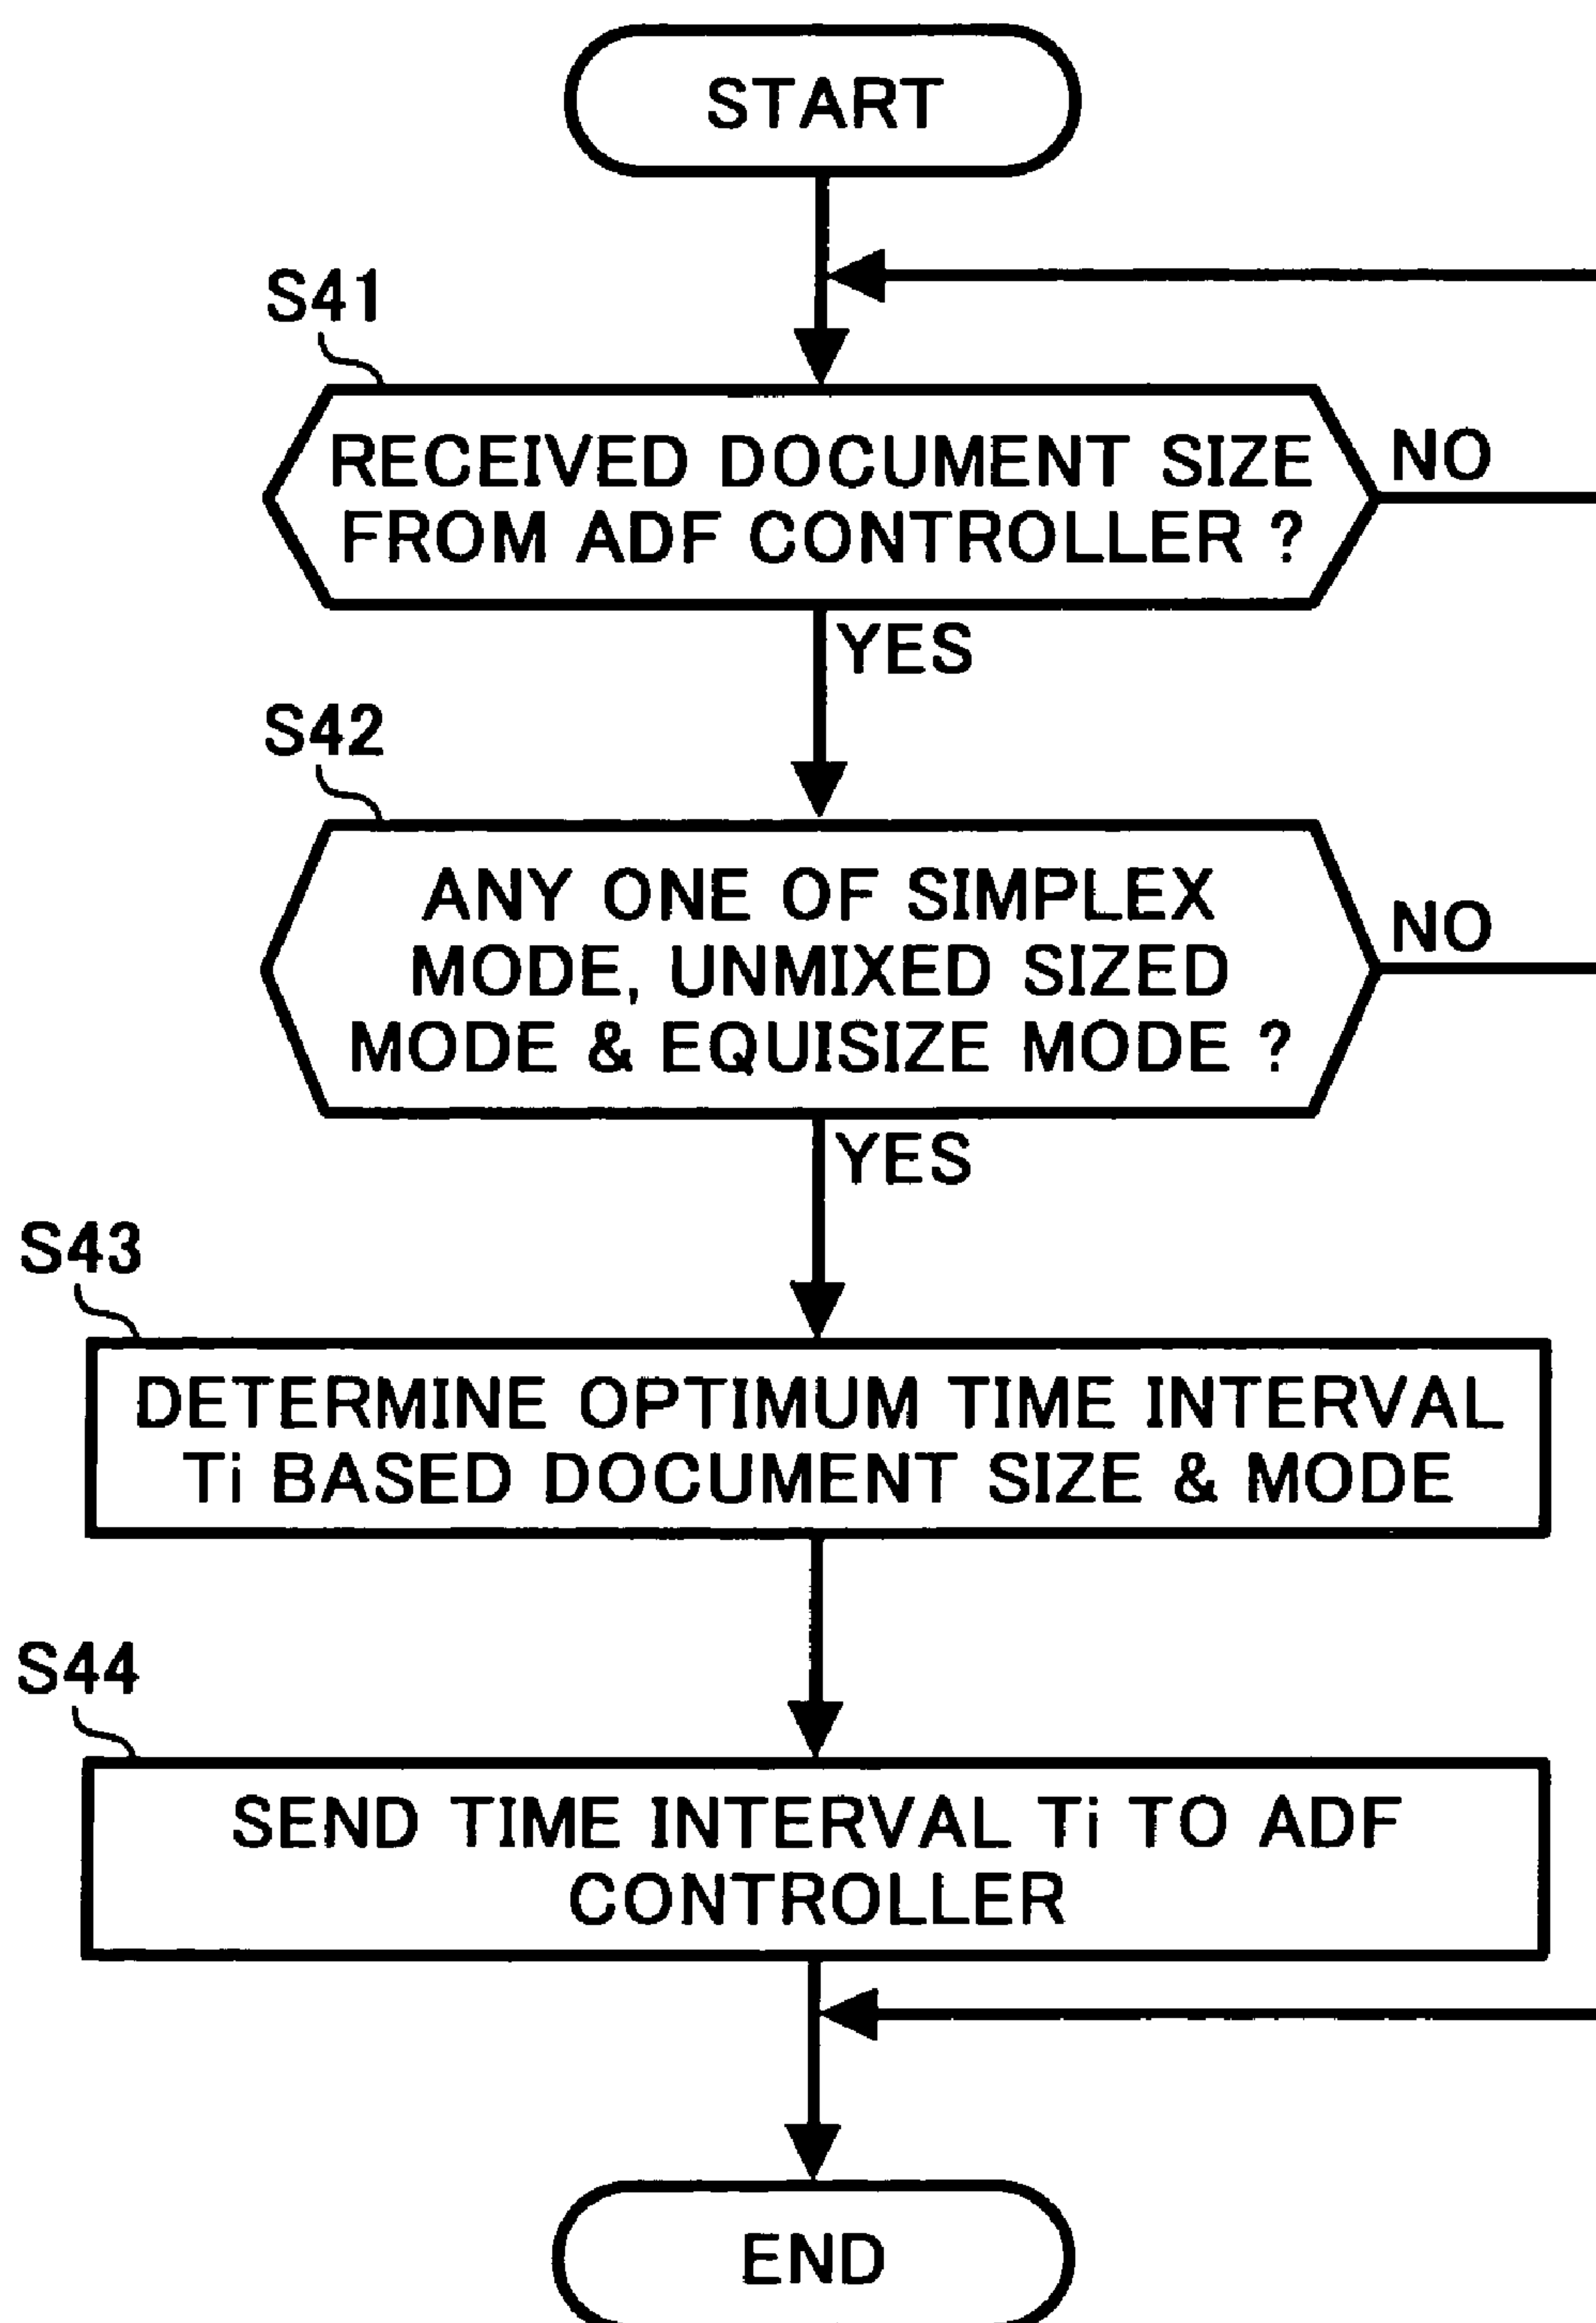 START
S41
RECEIVED DOCUMENT SIZE
FROM ADF CONTROLLER ?
NO
YES
S42
ANY ONE OF SIMPLEX
MODE, UNMIXED SIZED
MODE & EQUISIZE MODE ?
NO
YES
S43
DETERMINE OPTIMUM TIME INTERVAL
Ti BASED DOCUMENT SIZE & MODE
S44
SEND TIME INTERVAL Ti TO ADF
CONTROLLER
END